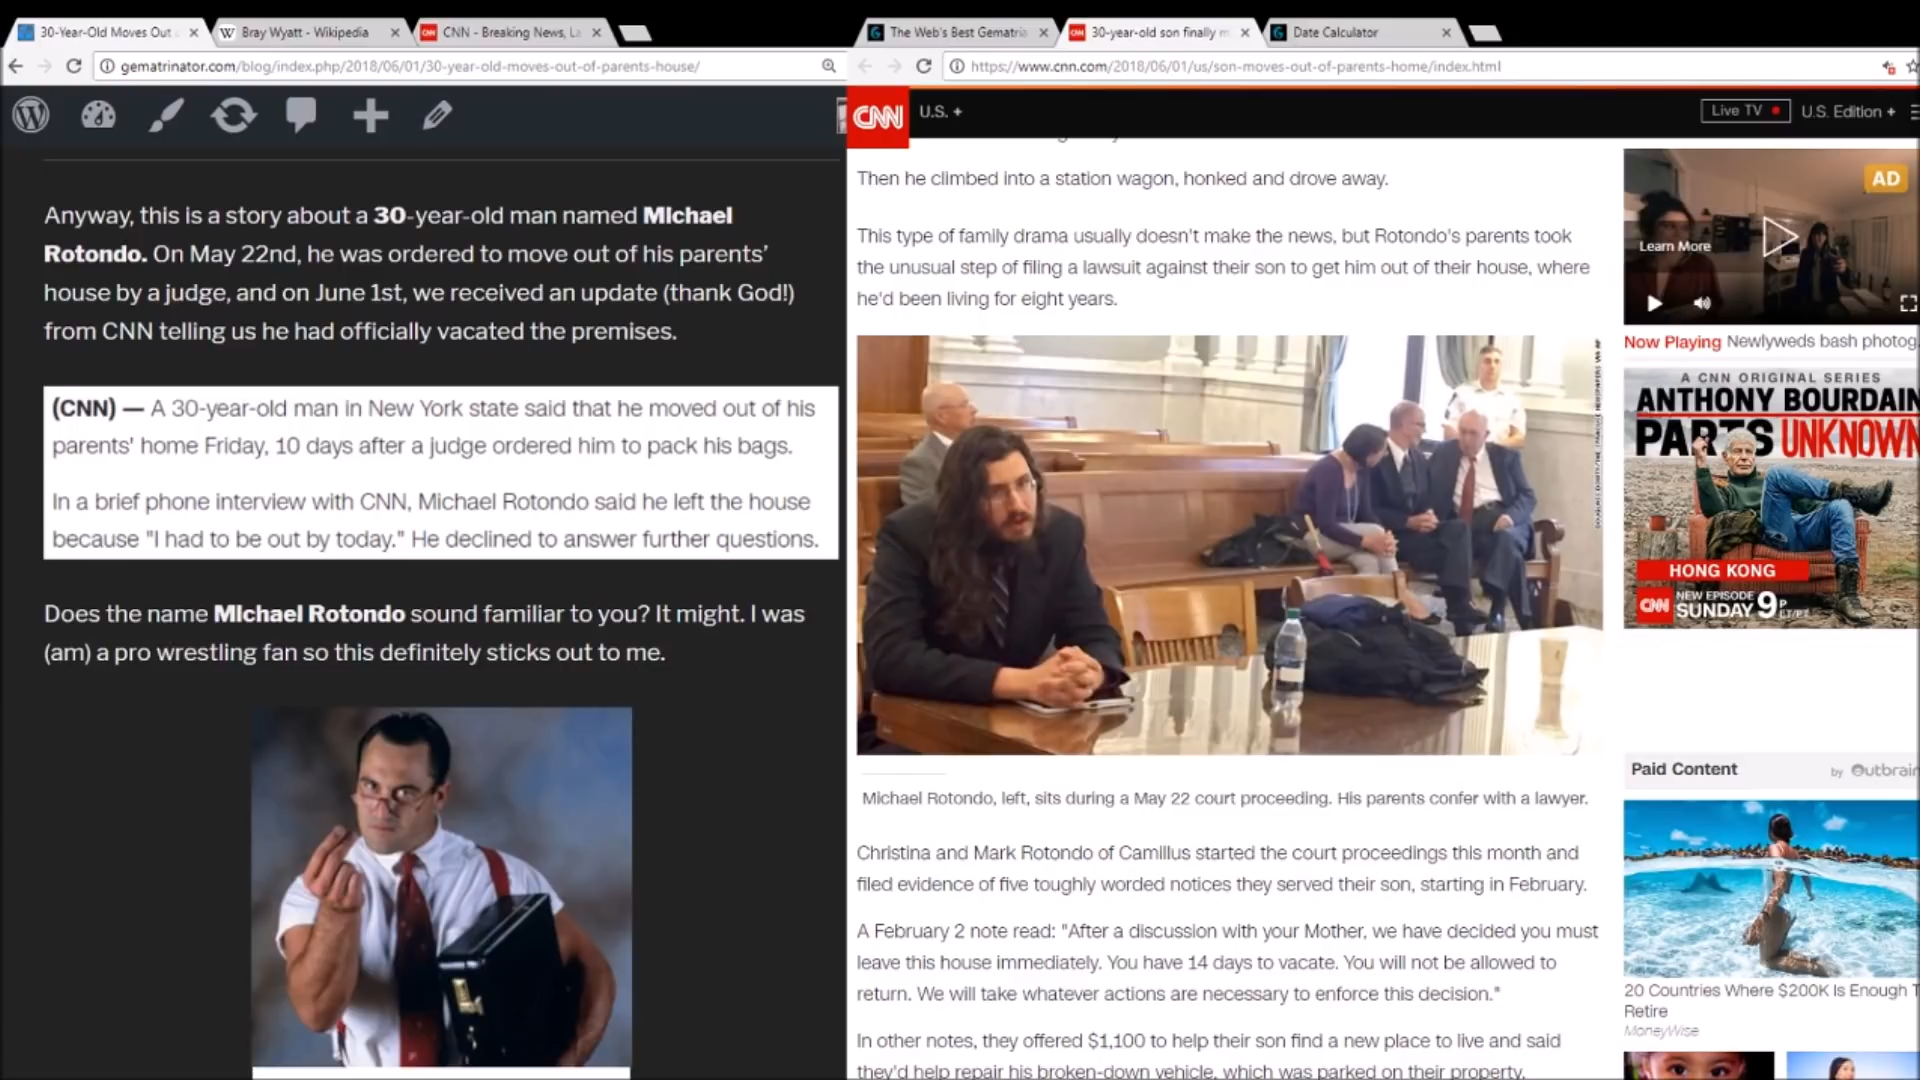 30-Year-Old Moves Out
Bray Wyatt - Wikipedia
CNN - Breaking News, La
gematrinator.com/blog/index.php/2018/06/01/30-year-old-moves-out-of-parents-house/
Anyway, this is a story about a 30-year-old man named MIchael
Rotondo. On May 22nd, he was ordered to move out of his parents'
house by a judge, and on June 1st, we received an update (thank God!)
from CNN telling us he had officially vacated the premises.
(CNN) — A 30-year-old man in New York state said that he moved out of his
parents' home Friday, 10 days after a judge ordered him to pack his bags.
In a brief phone interview with CNN, Michael Rotondo said he left the house
because "I had to be out by today." He declined to answer further questions.
Does the name MIchael Rotondo sound familiar to you? It might. I was
(am) a pro wrestling fan so this definitely sticks out to me.
The Web's Best Gematria
30-year-old son finally m
Date Calculator
https://www.cnn.com/2018/06/01/us/son-moves-out-of-parents-home/index.html
CNN
U.S. +
Live TV
U.S. Edition +
Then he climbed into a station wagon, honked and drove away.
This type of family drama usually doesn't make the news, but Rotondo's parents took
the unusual step of filing a lawsuit against their son to get him out of their house, where
he'd been living for eight years.
Michael Rotondo, left, sits during a May 22 court proceeding. His parents confer with a lawyer.
Christina and Mark Rotondo of Camillus started the court proceedings this month and
filed evidence of five toughly worded notices they served their son, starting in February.
A February 2 note read: "After a discussion with your Mother, we have decided you must
leave this house immediately. You have 14 days to vacate. You will not be allowed to
return. We will take whatever actions are necessary to enforce this decision."
In other notes, they offered $1,100 to help their son find a new place to live and said
they'd help repair his broken-down vehicle, which was parked on their property.
AD
Learn More
Now Playing Newlyweds bash photog
A CNN ORIGINAL SERIES
ANTHONY BOURDAIN
PARTS UNKNOWN
HONG KONG
CNN NEW EPISODE
SUNDAY 9P ET/PT
Paid Content
by Outbrain
20 Countries Where $200K Is Enough T
Retire
MoneyWise